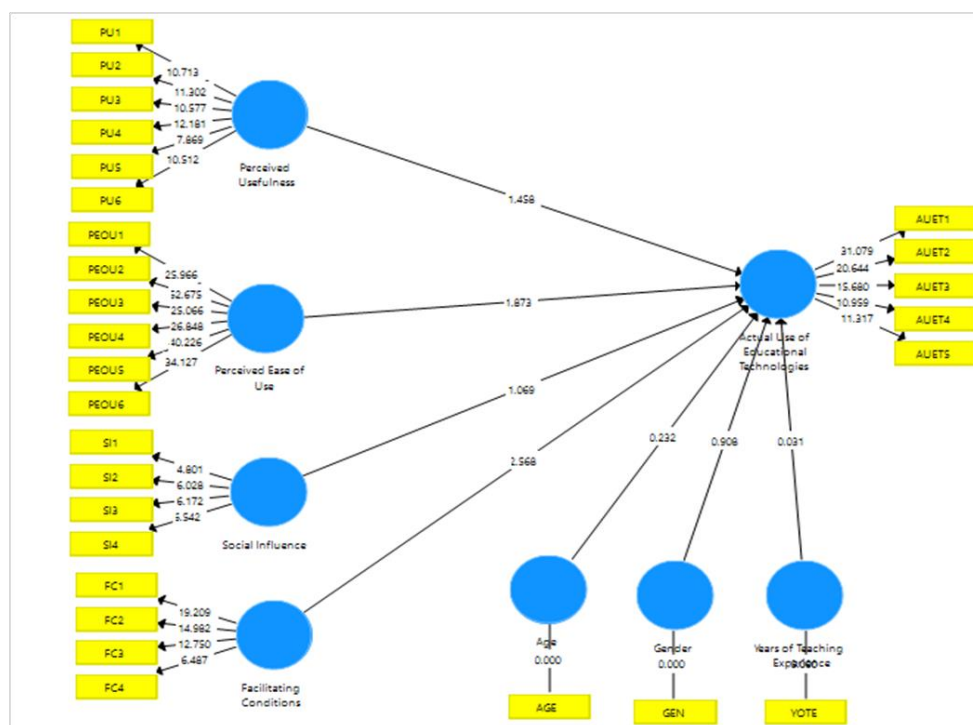 PU1
PU2
PU3
PU4
PU5
PU6
10.713
11.302
10.577
12.181
7.869
10.512
Perceived
Usefulness
PEOU1
PEOU2
PEOU3
PEOU4
PEOU5
PEOU6
25.966
25.066
26.848
40.226
34.127
Perceived Ease of
Use
SI1
SI2
SI3
SI4
4.801
6.028
6.172
Social Influence
FC1
FC2
FC3
FC4
19.209
14.982
12.750
6.487
Facilitating
Conditions
1.458
1.873
1.069
2.568
0.232
0.908
0.031
Actual Use of
Educational
Technologies
31.079
20.644
15.680
10.959
11.317
AUET1
AUET2
AUET3
AUET4
AUET5
Age
0.000
AGE
Gender
0.000
GEN
Years of Teaching
Experience
YOTE